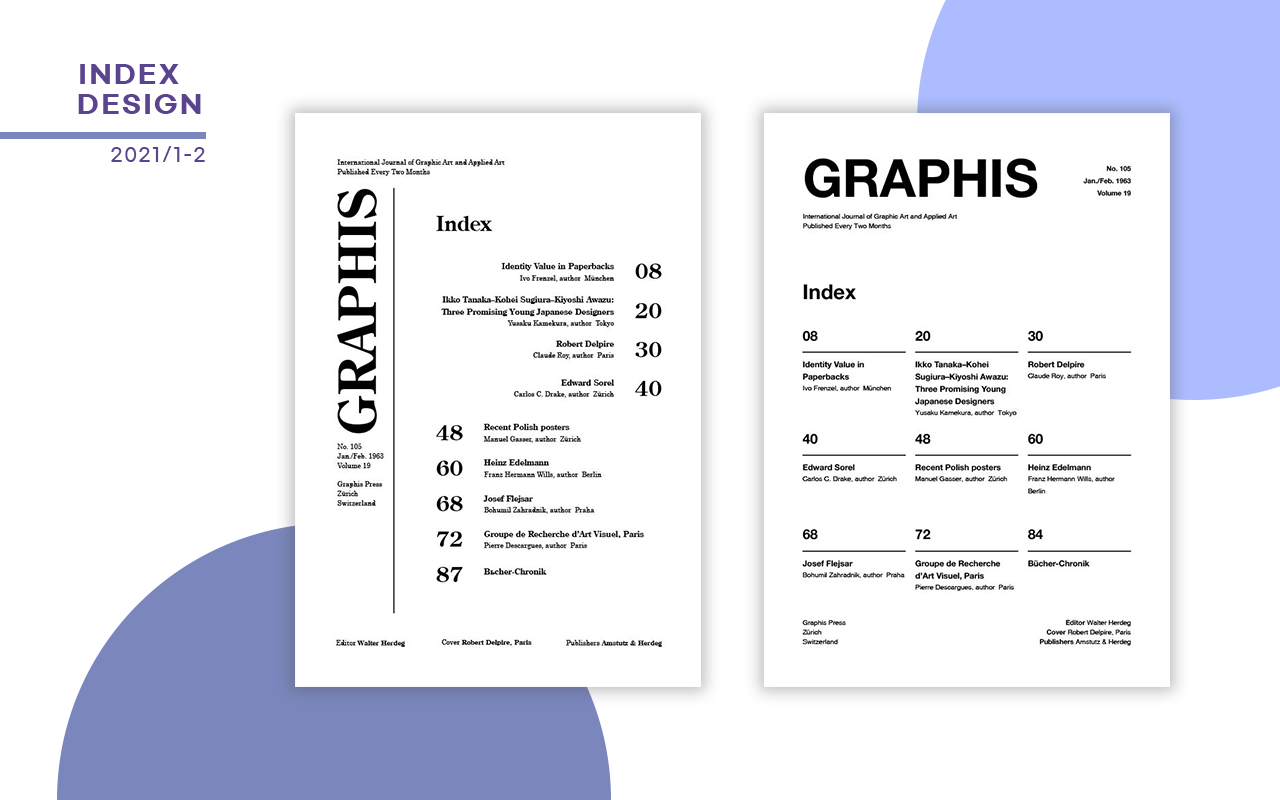 INDEX
DESIGN
2021/1-2
International Journal of Graphic Art and Applied Art
Published Every Two Months
GRAPHIS
No. 105
Jan./Feb. 1963
Volume 19
Graphis Press
Zürich
Switzerland
Index
Identity Value in Paperbacks
Ivo Frenzel, author München
08
Ikko Tanaka–Kohei Sugiura–Kiyoshi Awazu:
Three Promising Young Japanese Designers
Yusaku Kamekura, author Tokyo
20
Robert Delpire
Claude Roy, author Paris
30
Edward Sorel
Carlos C. Drake, author Zürich
40
48
Recent Polish posters
Manuel Gasser, author Zürich
60
Heinz Edelmann
Franz Hermann Wills, author Berlin
68
Josef Flejsar
Bohumil Zahradnik, author Praha
72
Groupe de Recherche d'Art Visuel, Paris
Pierre Descargues, author Paris
87
Bücher-Chronik
Editor Walter Herdeg
Cover Robert Delpire, Paris
Publishers Amstutz & Herdeg
GRAPHIS
No. 105
Jan./Feb. 1963
Volume 19
International Journal of Graphic Art and Applied Art
Published Every Two Months
Index
08
Identity Value in
Paperbacks
Ivo Frenzel, author München
20
Ikko Tanaka–Kohei
Sugiura–Kiyoshi Awazu:
Three Promising Young
Japanese Designers
Yusaku Kamekura, author Tokyo
30
Robert Delpire
Claude Roy, author Paris
40
Edward Sorel
Carlos C. Drake, author Zürich
48
Recent Polish posters
Manuel Gasser, author Zürich
60
Heinz Edelmann
Franz Hermann Wills, author
Berlin
68
Josef Flejsar
Bohumil Zahradnik, author Praha
72
Groupe de Recherche
d'Art Visuel, Paris
Pierre Descargues, author Paris
84
Bücher-Chronik
Graphis Press
Zürich
Switzerland
Editor Walter Herdeg
Cover Robert Delpire, Paris
Publishers Amstutz & Herdeg